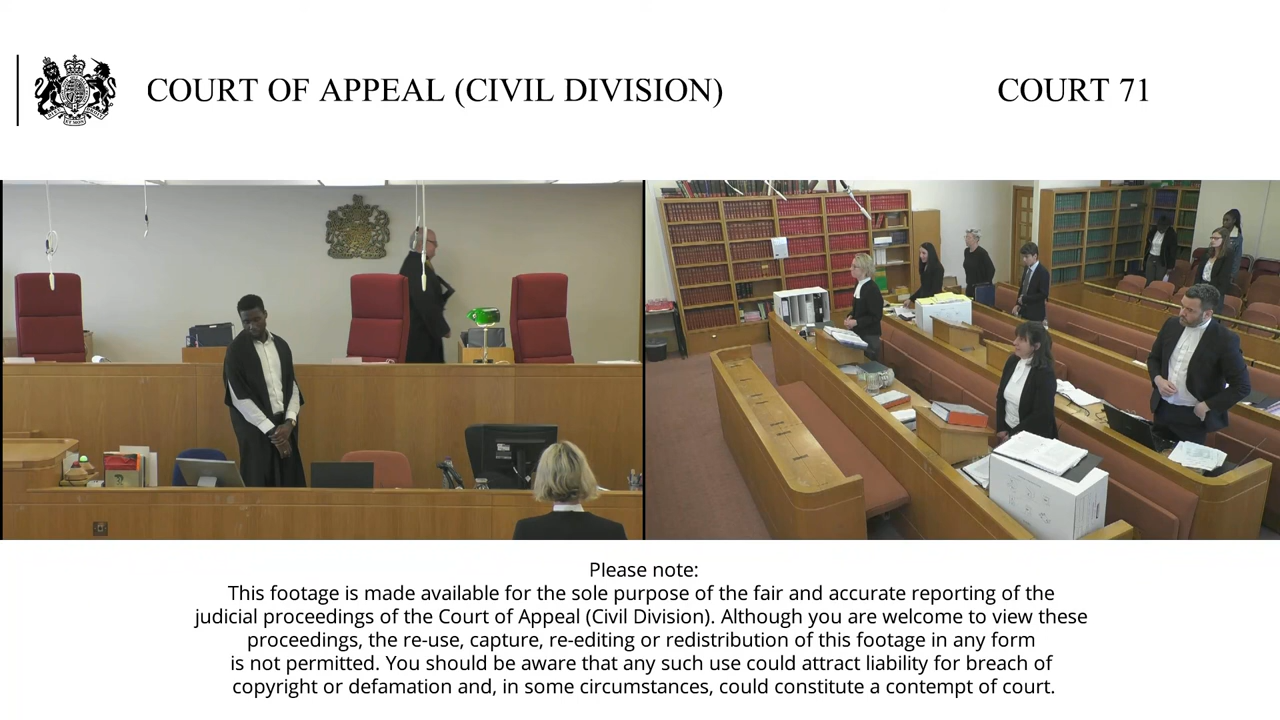 COURT OF APPEAL (CIVIL DIVISION)
COURT 71
Please note:
This footage is made available for the sole purpose of the fair and accurate reporting of the
judicial proceedings of the Court of Appeal (Civil Division). Although you are welcome to view these
proceedings, the re-use, capture, re-editing or redistribution of this footage in any form
is not permitted. You should be aware that any such use could attract liability for breach of
copyright or defamation and, in some circumstances, could constitute a contempt of court.